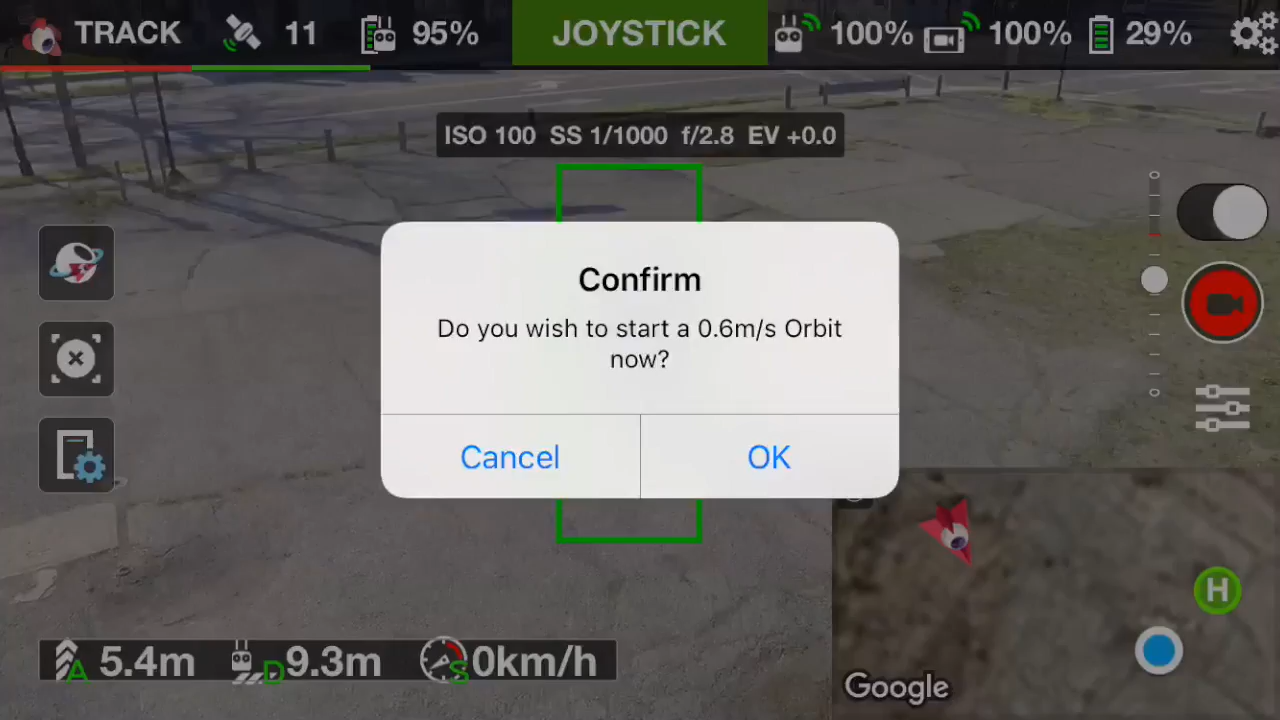 TRACK 11 95% JOYSTICK 100% 100% 29%
ISO 100 SS 1/1000 f/2.8 EV +0.0
Confirm
Do you wish to start a 0.6m/s Orbit
now?
Cancel OK
H
A 5.4m D 9.3m S 0km/h
Google